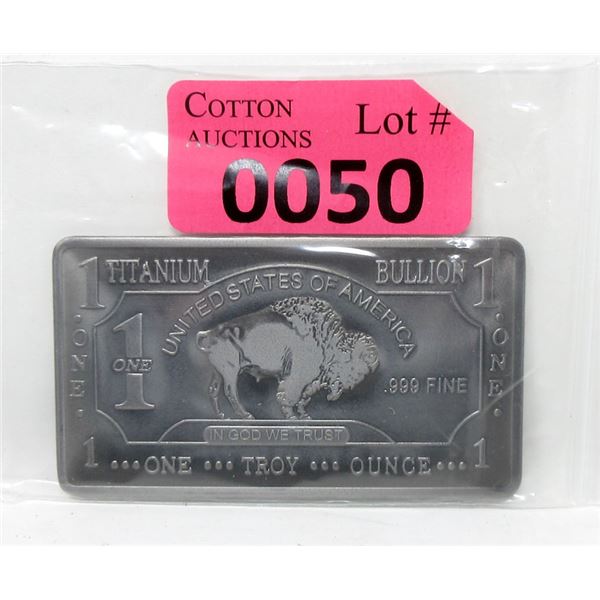 COTTON AUCTIONS Lot #
0050
1 TITANIUM BULLION 1
UNITED STATES OF AMERICA
ONE
1
ONE
ONE
.999 FINE
IN GOD WE TRUST
1 ••• ONE ••• TROY ••• OUNCE ••• 1